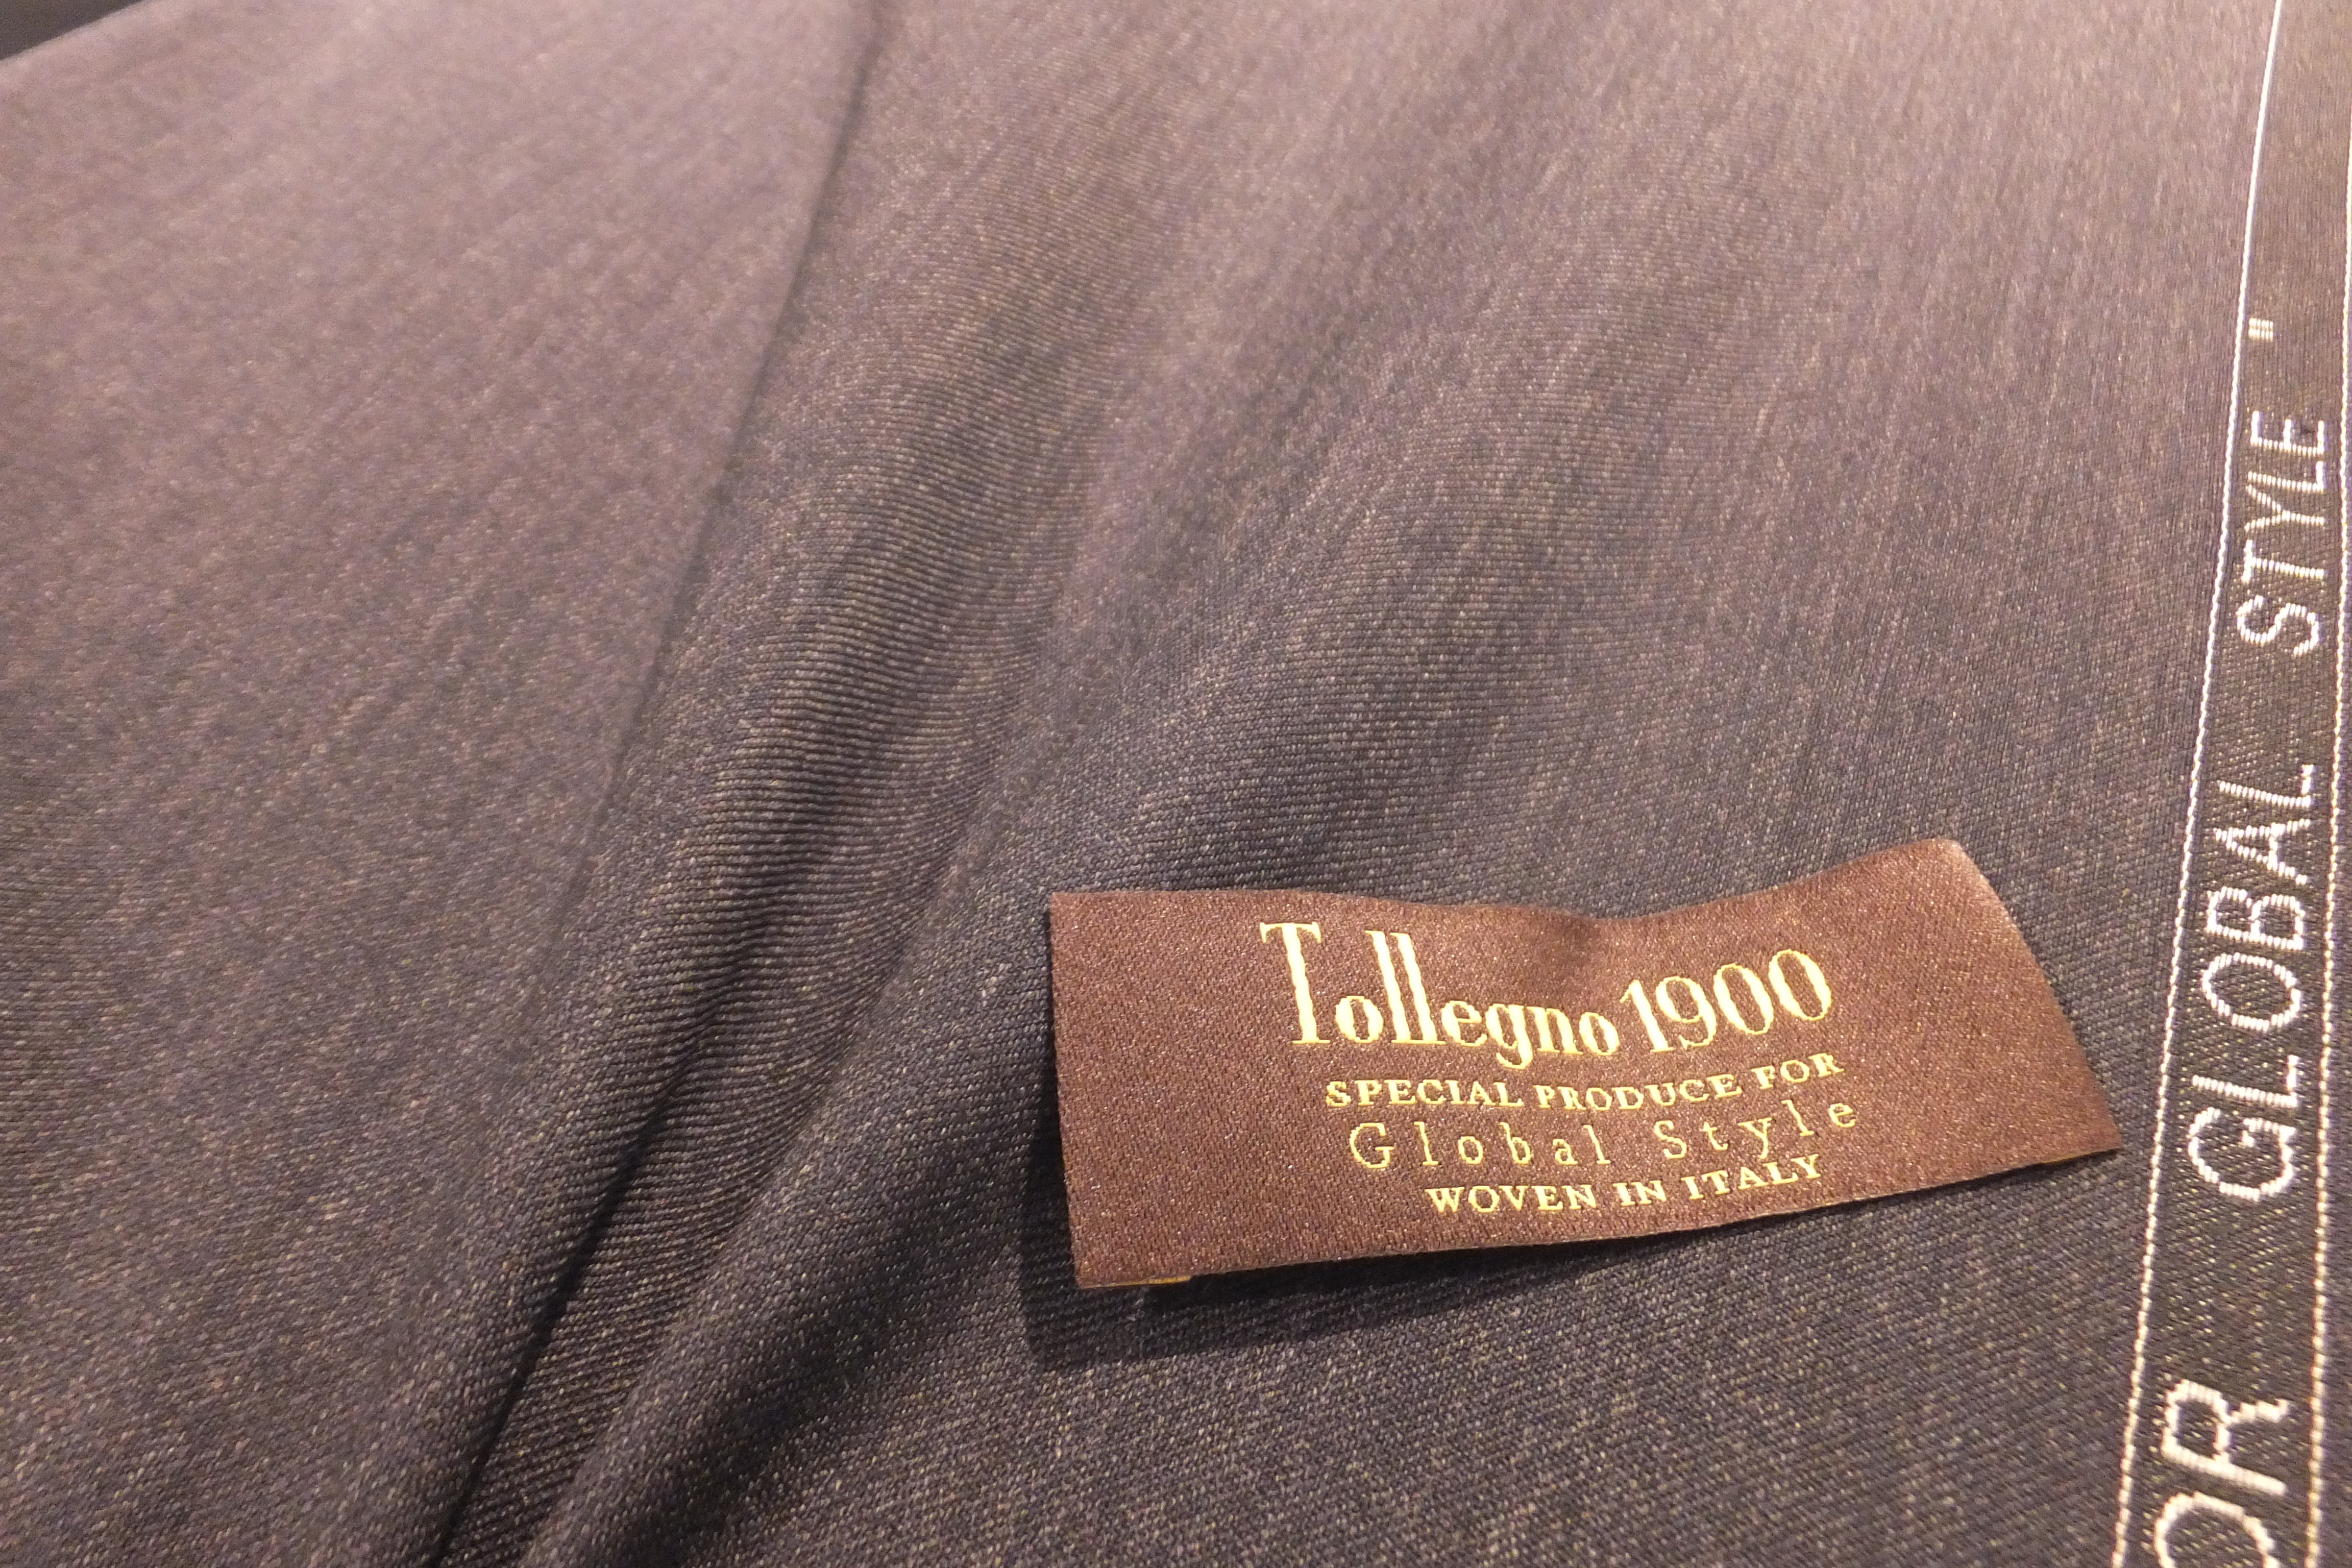 Tollegno 1900
SPECIAL PRODUCE FOR
Global Style
WOVEN IN ITALY
OR GLOBAL STYLE "